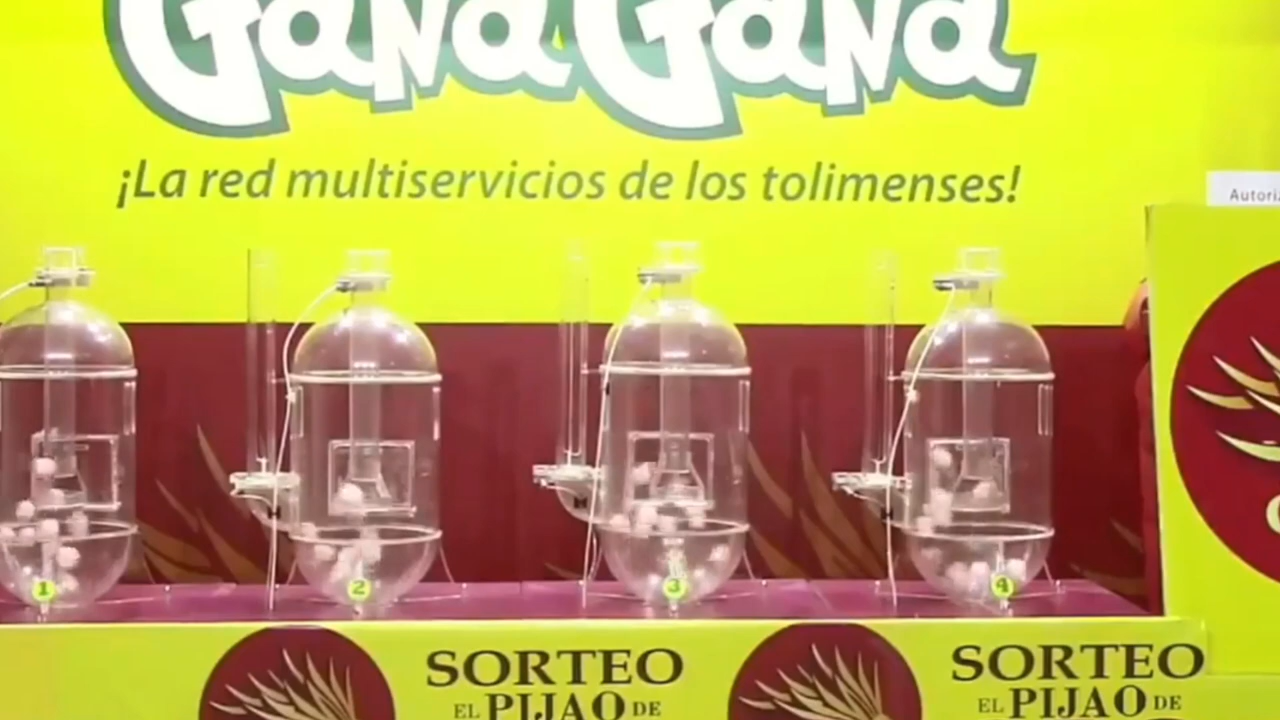 GanaGana
¡La red multiservicios de los tolimenses!
Autori
1
2
3
4
SORTEO
EL PIJAO DE
SORTEO
EL PIJAO DE